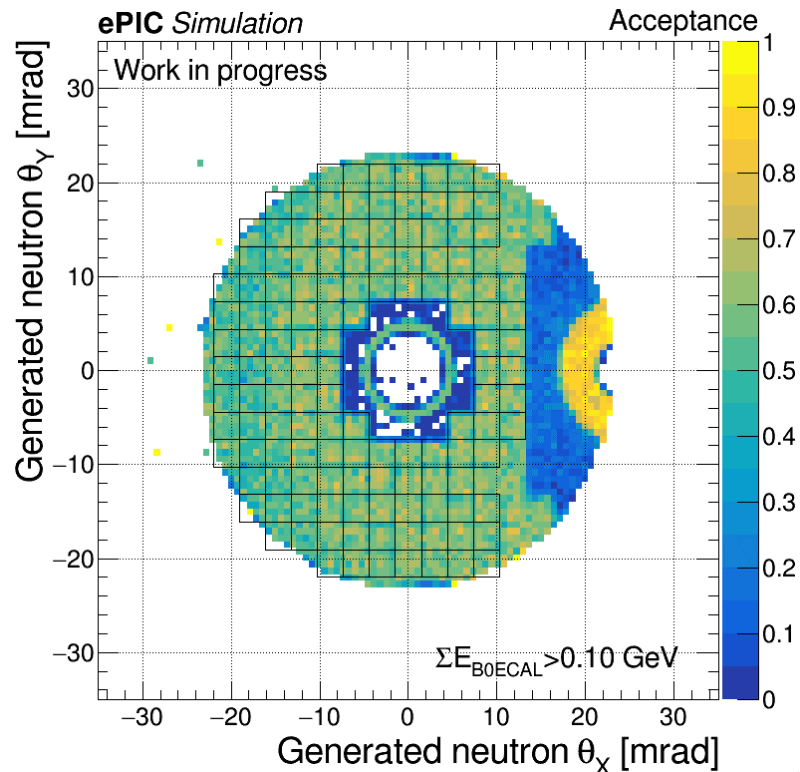 ePIC Simulation
Acceptance
Work in progress
Generated neutron θY [mrad]
30
20
10
0
−10
−20
−30
1
0.9
0.8
0.7
0.6
0.5
0.4
0.3
0.2
0.1
0
ΣEB0ECAL>0.10 GeV
−30 −20 −10 0 10 20 30
Generated neutron θX [mrad]